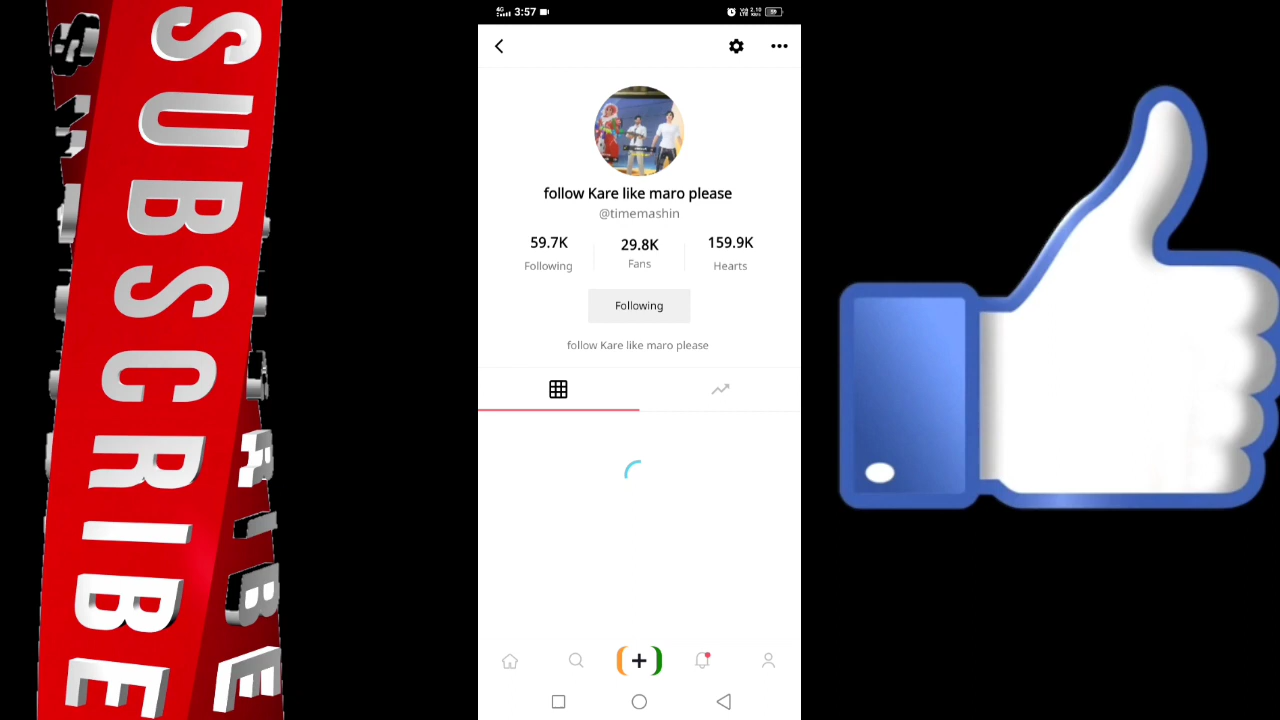 SUBSCRIBE
4G 3:57
follow Kare like maro please
@timemashin
59.7K 29.8K 159.9K
Following Fans Hearts
Following
follow Kare like maro please